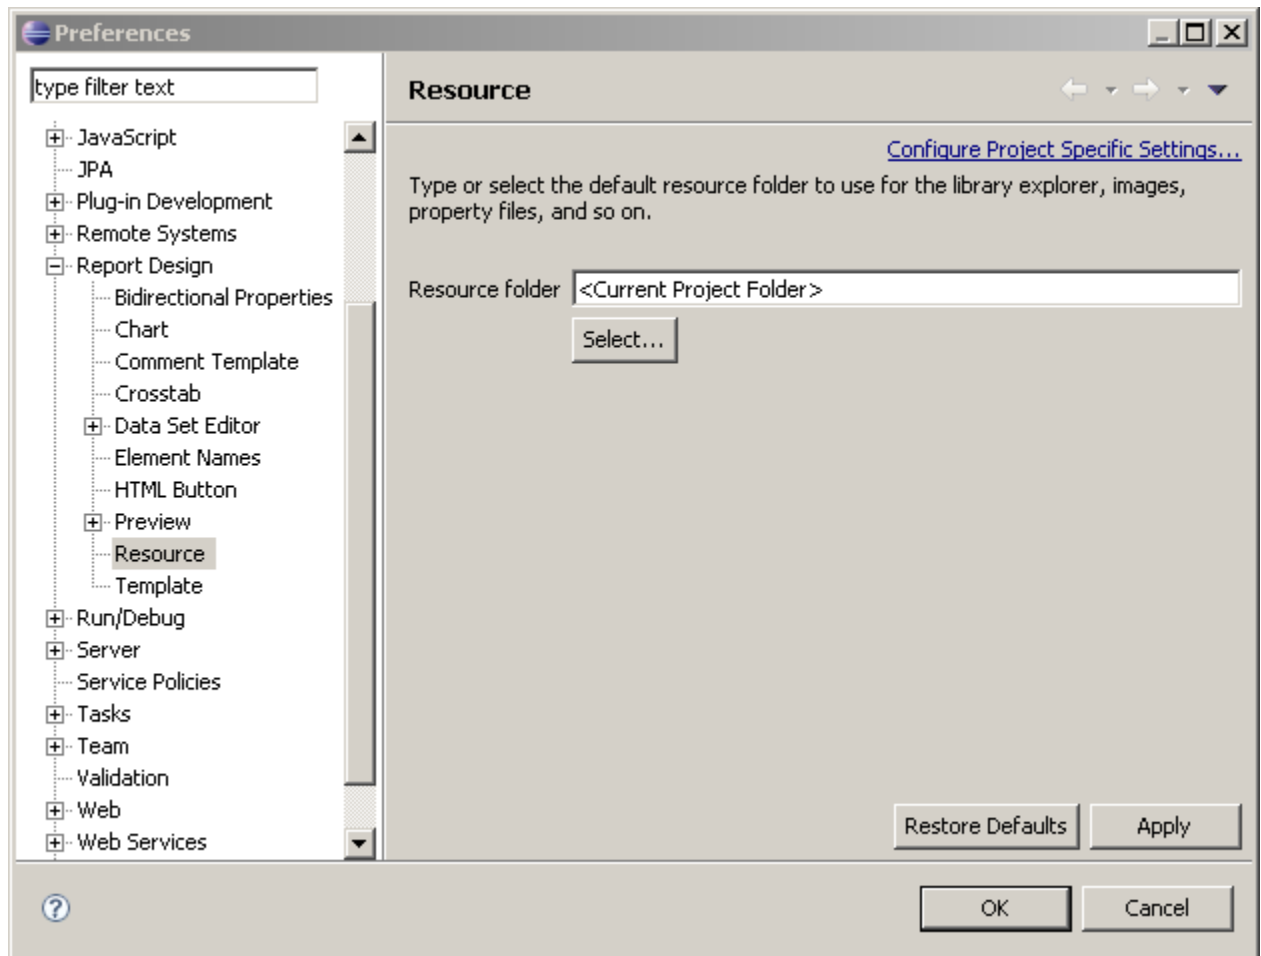 Preferences
type filter text
JavaScript
JPA
Plug-in Development
Remote Systems
Report Design
Bidirectional Properties
Chart
Comment Template
Crosstab
Data Set Editor
Element Names
HTML Button
Preview
Resource
Template
Run/Debug
Server
Service Policies
Tasks
Team
Validation
Web
Web Services
Resource
Configure Project Specific Settings...
Type or select the default resource folder to use for the library explorer, images,
property files, and so on.
Resource folder <Current Project Folder>
Select...
Restore Defaults Apply
OK Cancel